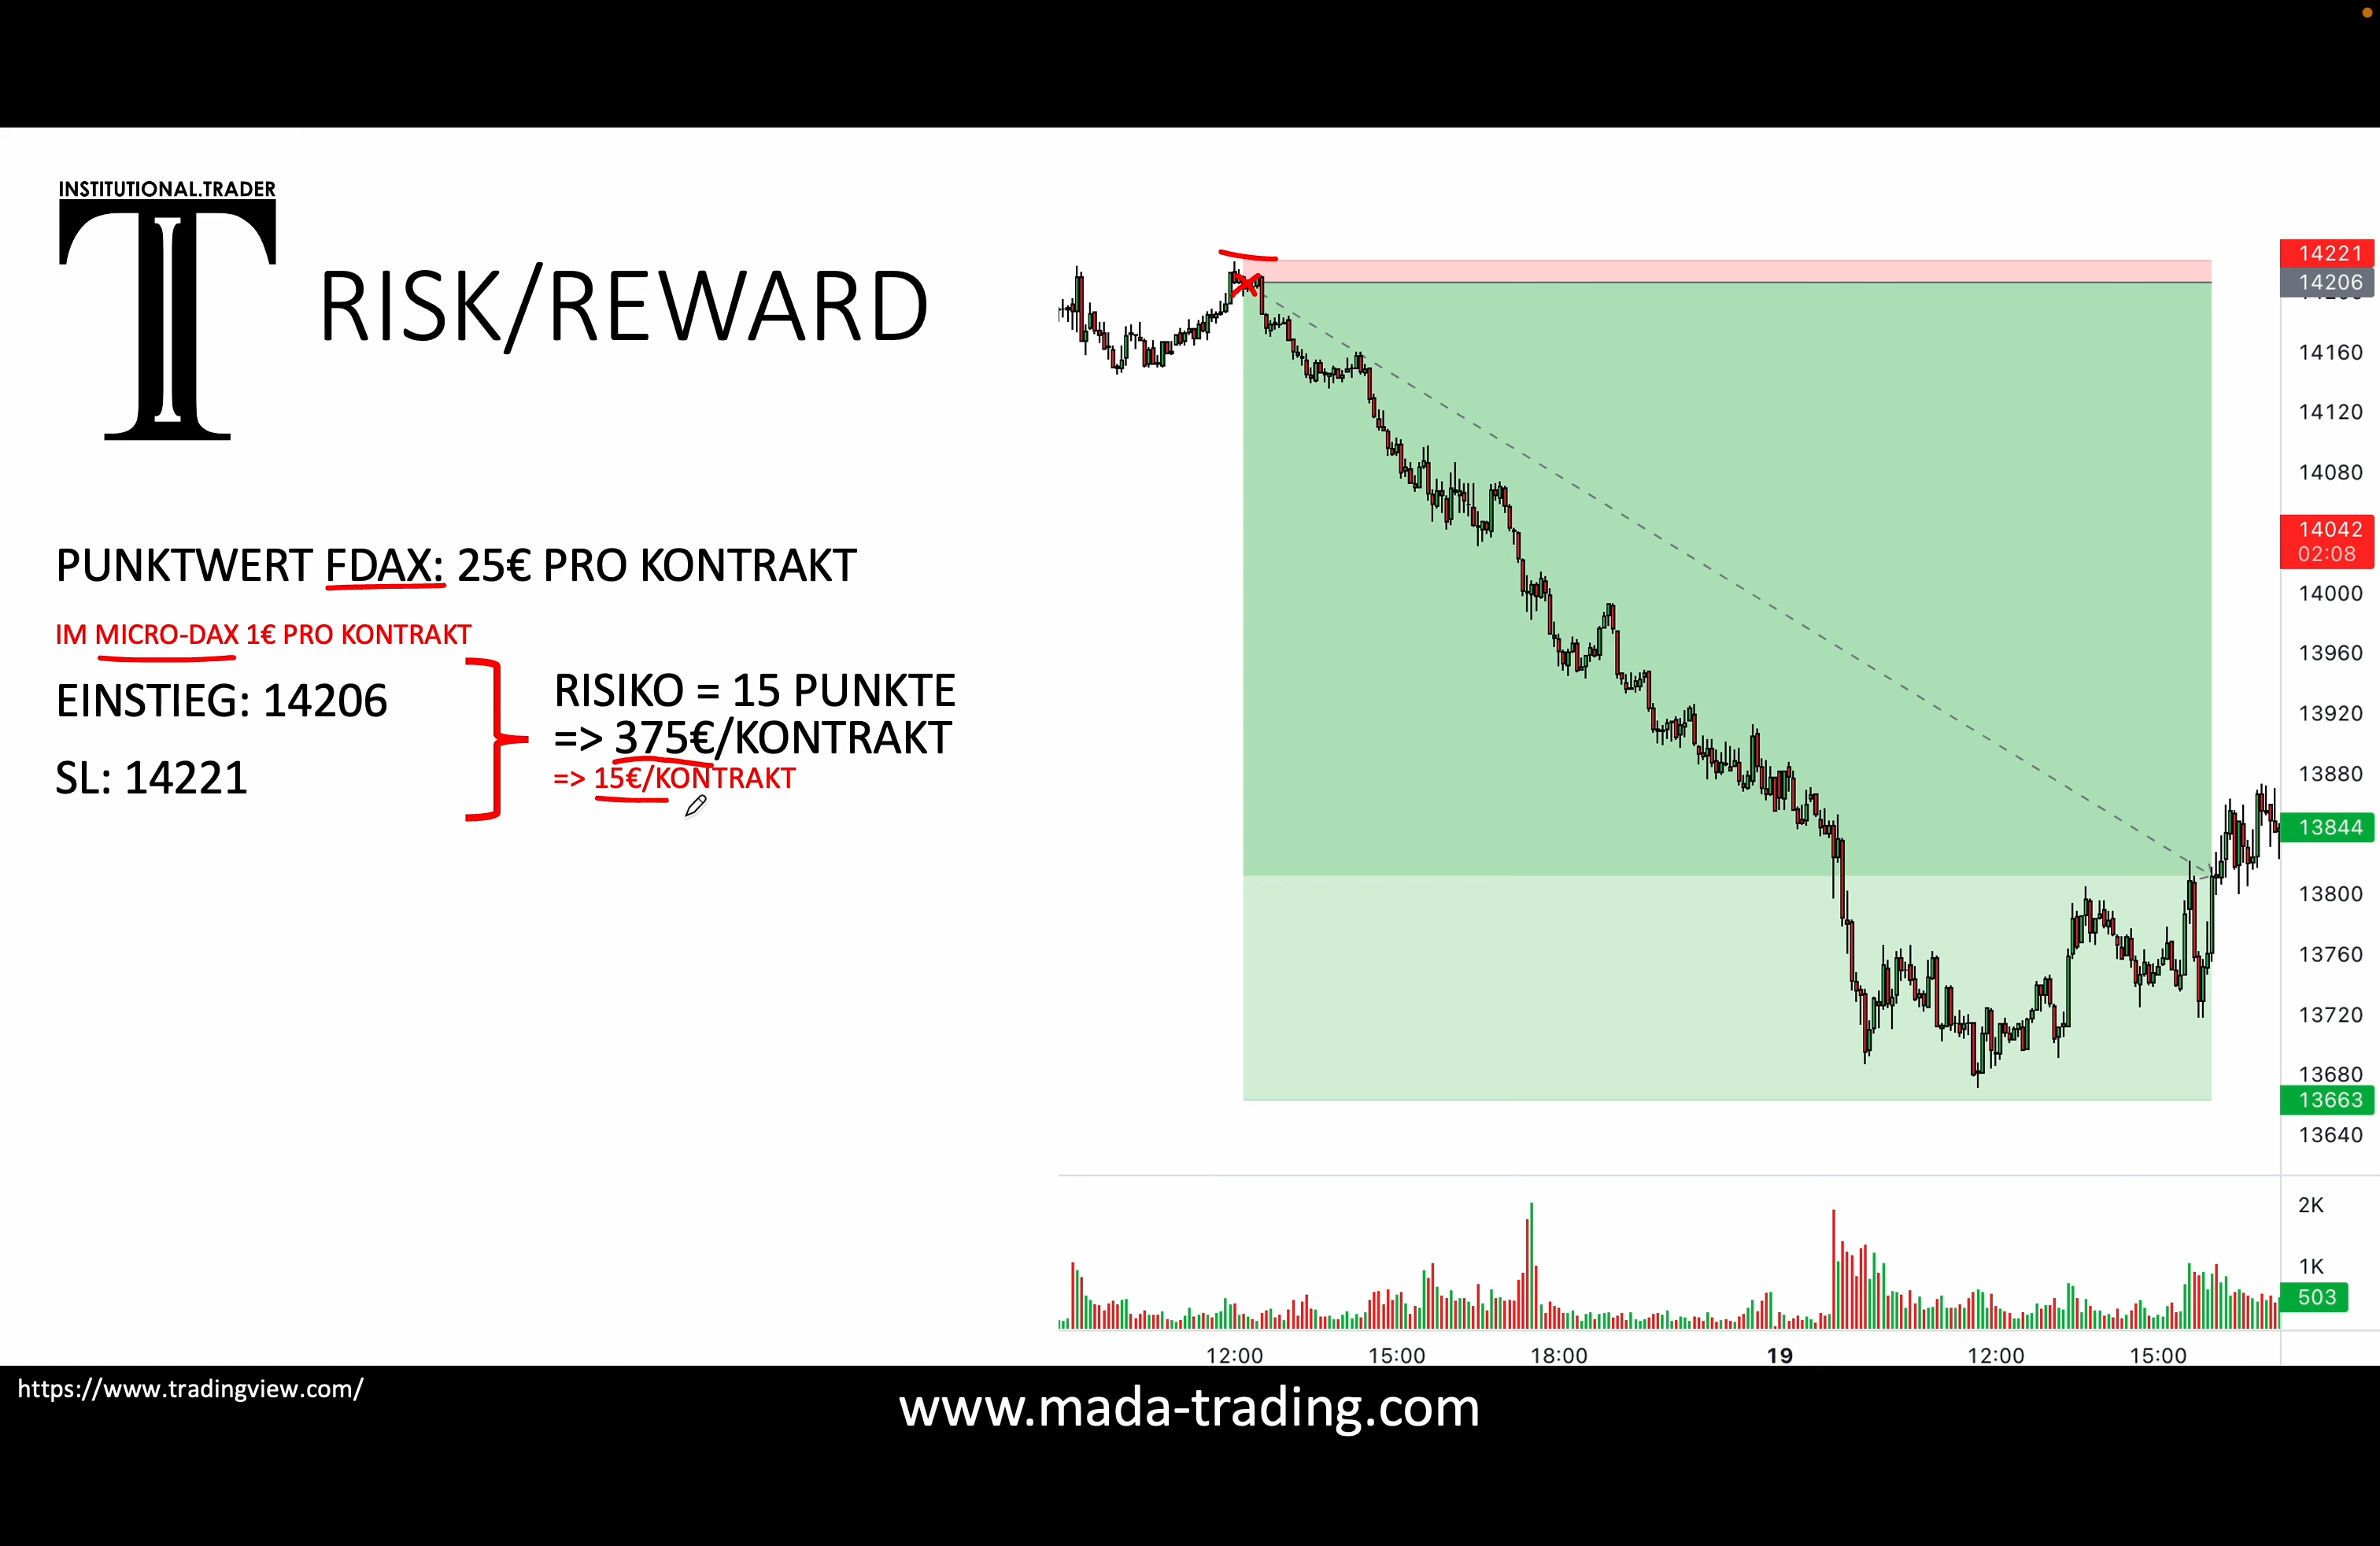 INSTITUTIONAL.TRADER
RISK/REWARD
PUNKTWERT FDAX: 25€ PRO KONTRAKT
IM MICRO-DAX 1€ PRO KONTRAKT
EINSTIEG: 14206
SL: 14221
RISIKO = 15 PUNKTE
=> 375€/KONTRAKT
=> 15€/KONTRAKT
14221
14206
14160
14120
14080
14042
02:08
14000
13960
13920
13880
13844
13800
13760
13720
13680
13663
13640
2K
1K
503
12:00 15:00 18:00 19 12:00 15:00
https://www.tradingview.com/
www.mada-trading.com